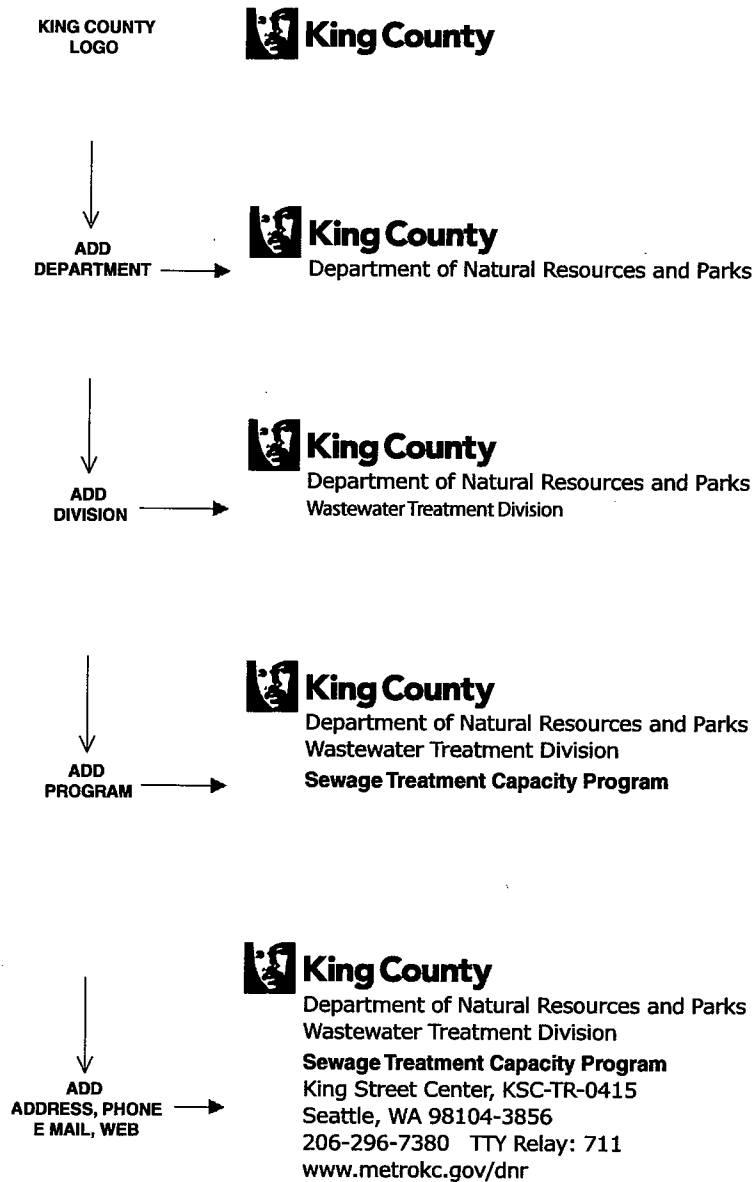 KING COUNTY
LOGO
King County
ADD
DEPARTMENT
King County
Department of Natural Resources and Parks
ADD
DIVISION
King County
Department of Natural Resources and Parks
Wastewater Treatment Division
ADD
PROGRAM
King County
Department of Natural Resources and Parks
Wastewater Treatment Division
Sewage Treatment Capacity Program
ADD
ADDRESS, PHONE
E MAIL, WEB
King County
Department of Natural Resources and Parks
Wastewater Treatment Division
Sewage Treatment Capacity Program
King Street Center, KSC-TR-0415
Seattle, WA 98104-3856
206-296-7380 TTY Relay: 711
www.metrokc.gov/dnr